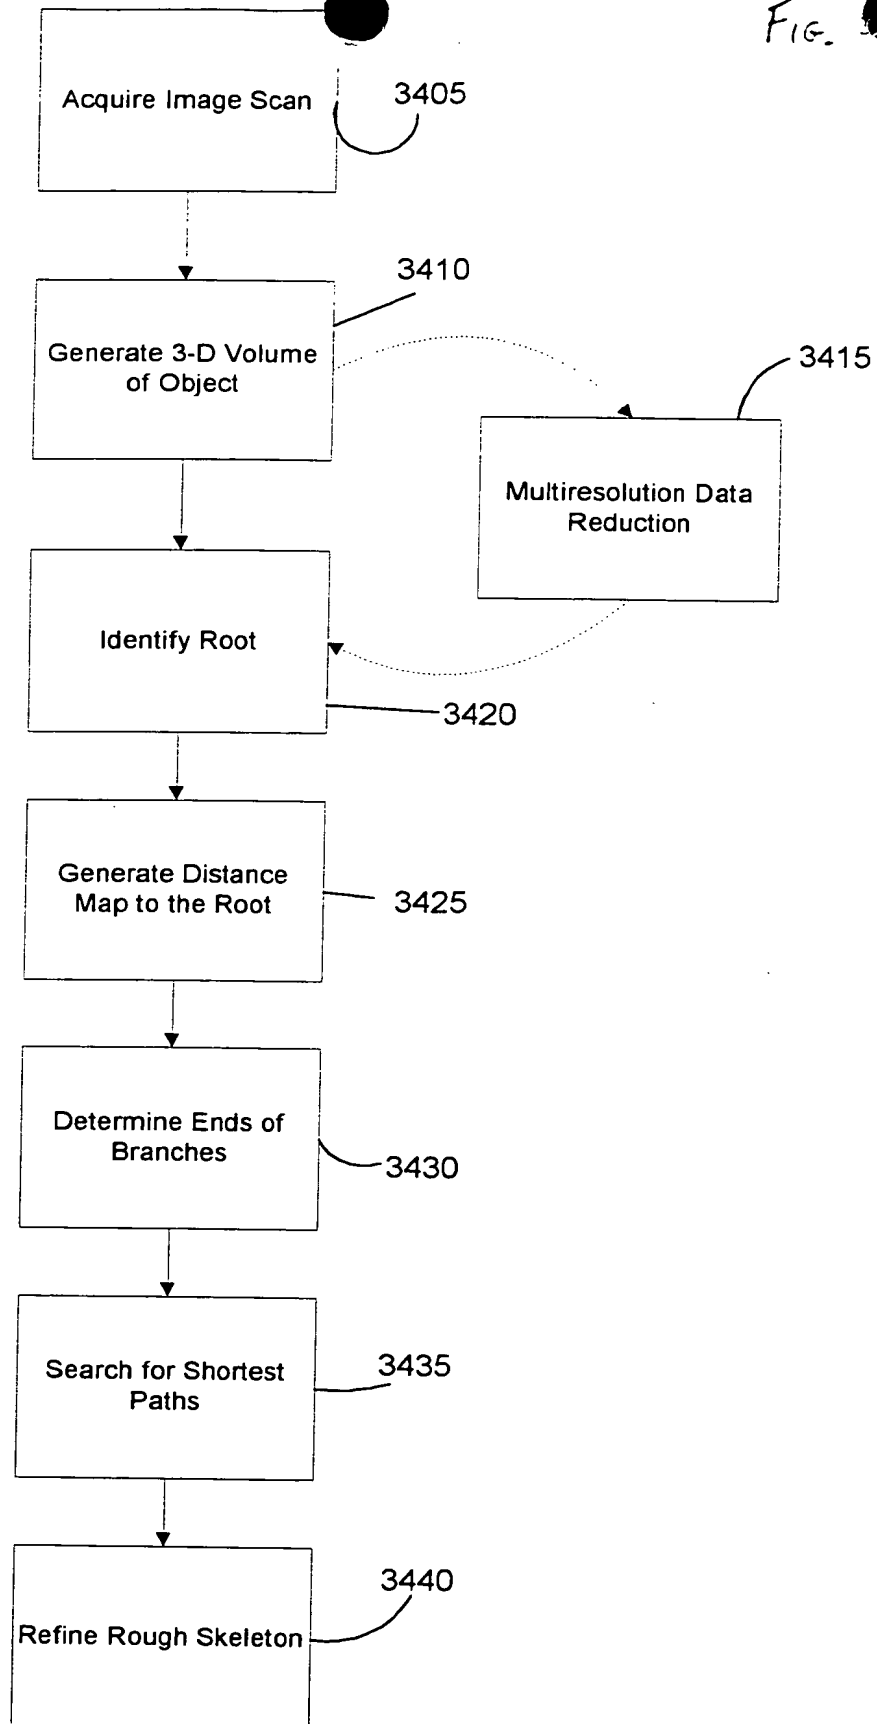 FIG.
Acquire Image Scan
3405
3410
Generate 3-D Volume
of Object
3415
Multiresolution Data
Reduction
Identify Root
3420
Generate Distance
Map to the Root
3425
Determine Ends of
Branches
3430
Search for Shortest
Paths
3435
3440
Refine Rough Skeleton